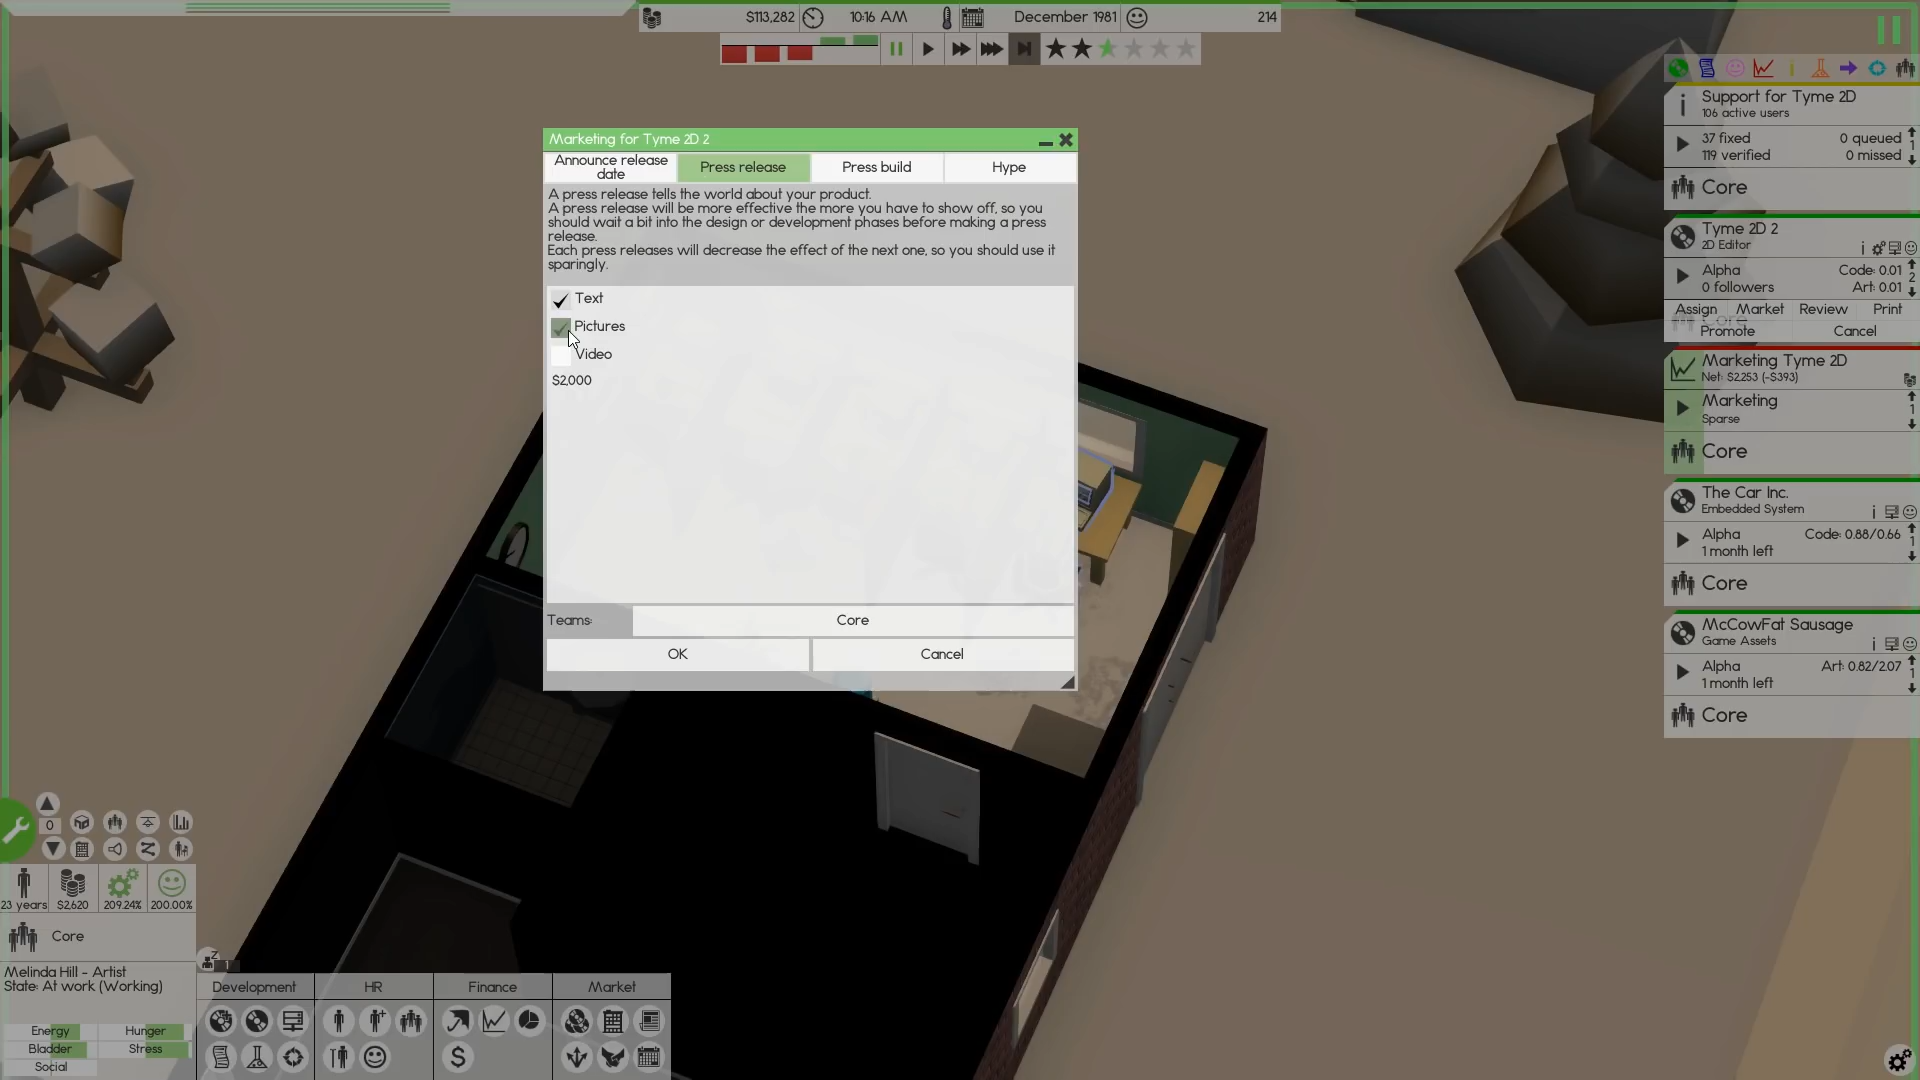 $113,282
10:16 AM
December 1981
214
Marketing for Tyme 2D 2
Announce release
date
Press release
Press build
Hype
A press release tells the world about your product.
A press release will be more effective the more you have to show off, so you
should wait a bit into the design or development phases before making a press
release.
Each press releases will decrease the effect of the next one, so you should use it
sparingly.
Text
Pictures
Video
$2,000
Teams:
Core
OK
Cancel
Support for Tyme 2D
106 active users
37 fixed
0 queued
119 verified
0 missed
1
Core
Tyme 2D 2
2D Editor
Alpha
Code: 0.01
0 followers
Art: 0.01
2
Assign
Market
Review
Print
Promote
Cancel
Marketing Tyme 2D
Net: $2,253 (-$393)
Marketing
Sparse
1
Core
The Car Inc.
Embedded System
Alpha
Code: 0.88/0.66
1 month left
1
Core
McCowFat Sausage
Game Assets
Alpha
Art: 0.82/2.07
1 month left
1
Core
0
23 years
$2,620
209.24%
200.00%
Core
Melinda Hill - Artist
State: At work (Working)
Energy
Hunger
Bladder
Stress
Social
Z
1
Development
HR
Finance
Market